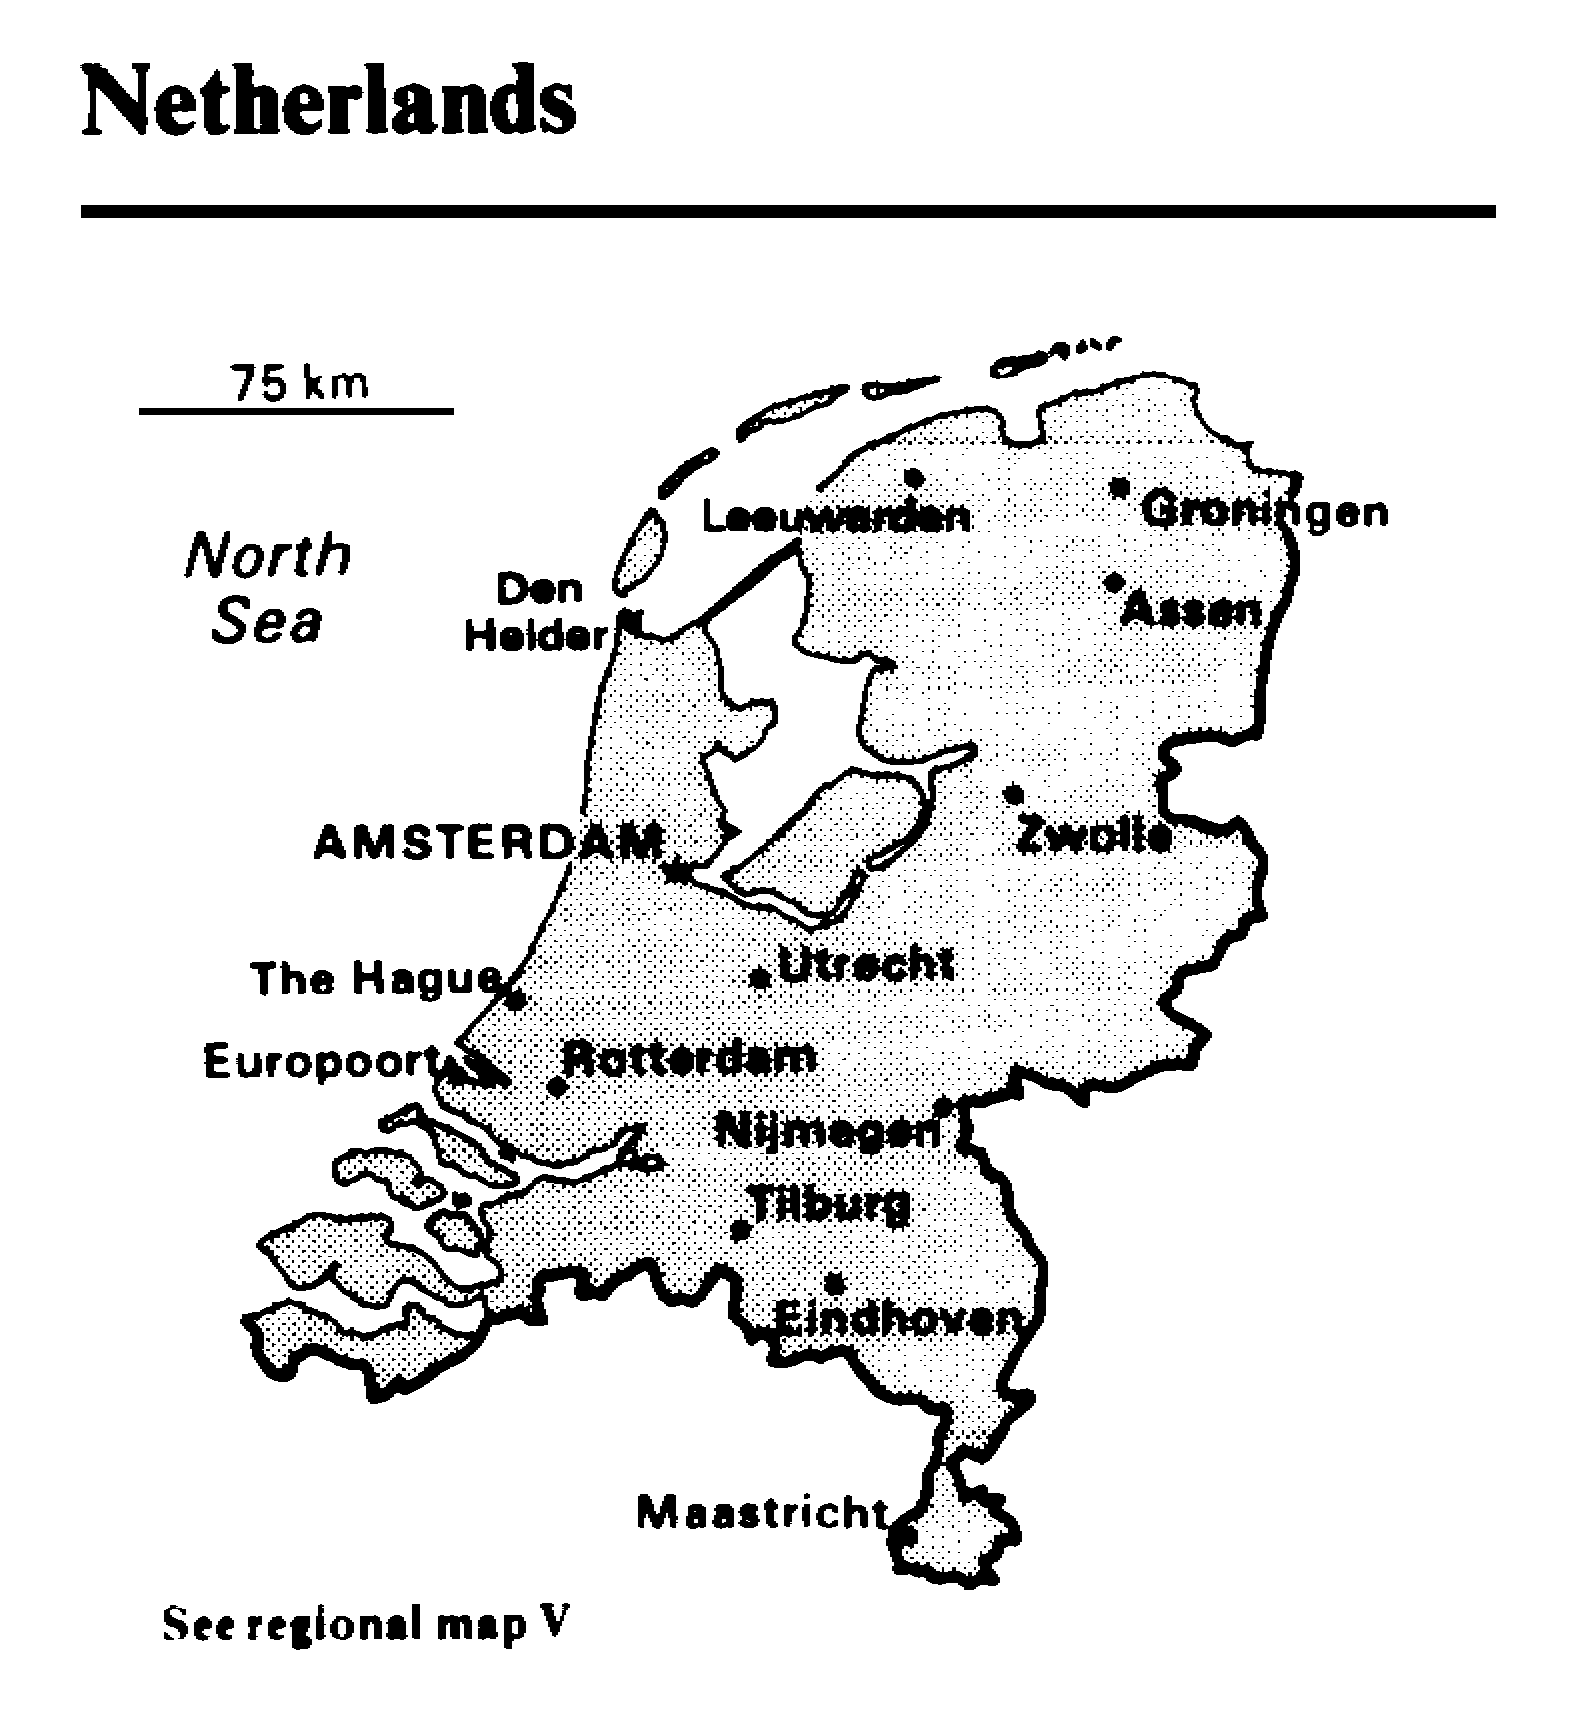 Netherlands
75 km
North
Sea
Leeuwarden
Groningen
Den
Helder
Assen
AMSTERDAM
Zwolle
The Hague
Utrecht
Europoort
Rotterdam
Nijmegen
Tilburg
Eindhoven
Maastricht
See regional map V